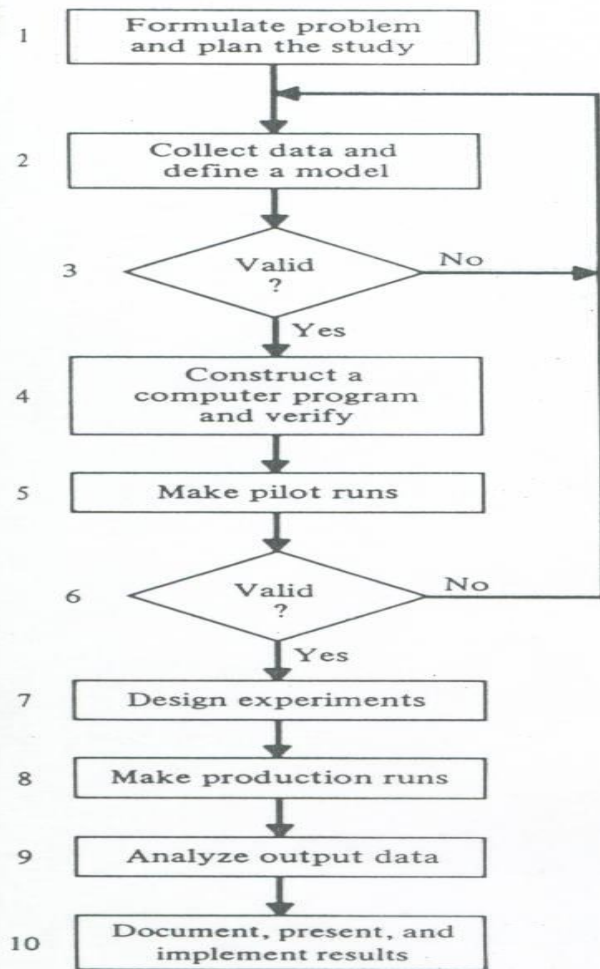 1
Formulate problem
and plan the study
2
Collect data and
define a model
3
Valid
?
No
Yes
4
Construct a
computer program
and verify
5
Make pilot runs
6
Valid
?
No
Yes
7
Design experiments
8
Make production runs
9
Analyze output data
10
Document, present, and
implement results